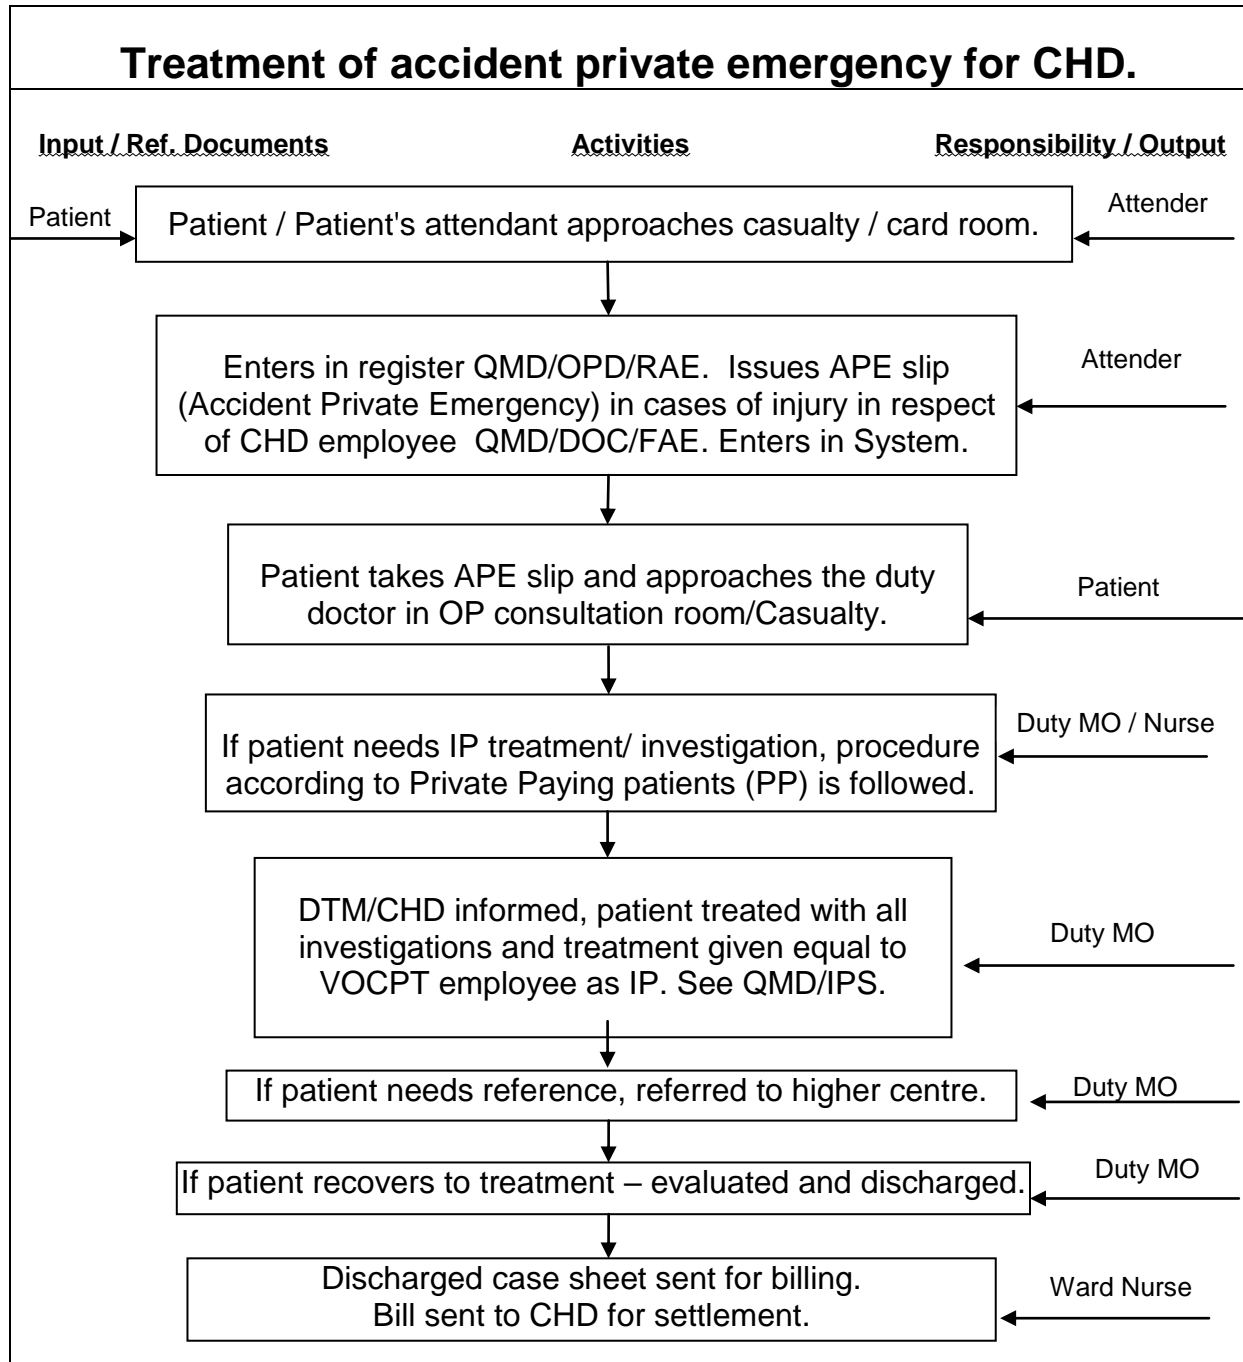 Treatment of accident private emergency for CHD.
Input / Ref. Documents
Activities
Responsibility / Output
Patient
Patient / Patient's attendant approaches casualty / card room.
Attender
Enters in register QMD/OPD/RAE.  Issues APE slip
(Accident Private Emergency) in cases of injury in respect
of CHD employee  QMD/DOC/FAE. Enters in System.
Attender
Patient takes APE slip and approaches the duty
doctor in OP consultation room/Casualty.
Patient
If patient needs IP treatment/ investigation, procedure
according to Private Paying patients (PP) is followed.
Duty MO / Nurse
DTM/CHD informed, patient treated with all
investigations and treatment given equal to
VOCPT employee as IP. See QMD/IPS.
Duty MO
If patient needs reference, referred to higher centre.
Duty MO
If patient recovers to treatment – evaluated and discharged.
Duty MO
Discharged case sheet sent for billing.
Bill sent to CHD for settlement.
Ward Nurse